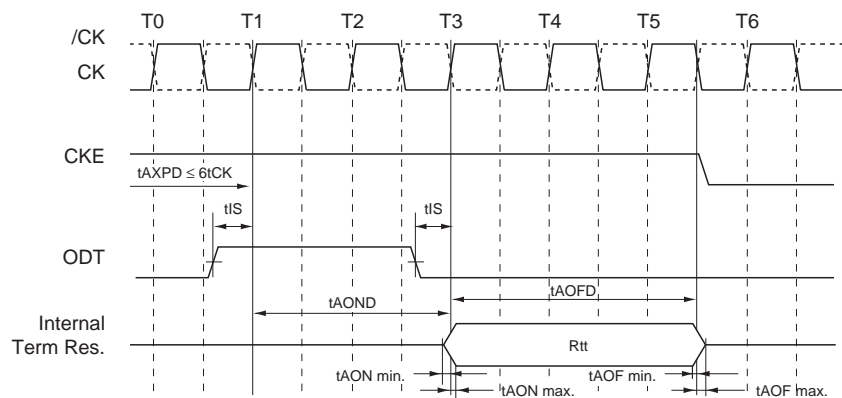 T0 T1 T2 T3 T4 T5 T6
/CK
CK
CKE
tAXPD ≤ 6tCK
tIS tIS
ODT
tAOND tAOFD
Internal
Term Res.
Rtt
tAON min. tAOF min.
tAON max. tAOF max.